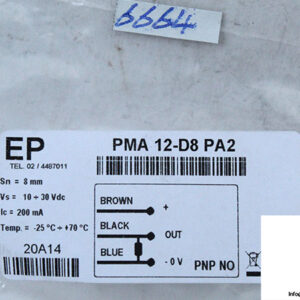 6664
EP
TEL. 02 / 4487011
PMA 12-D8 PA2
Sn = 8 mm
Vs = 10 ÷ 30 Vdc
Ic = 200 mA
Temp. = -25 °C ÷ +70 °C
20A14
BROWN +
BLACK OUT
BLUE - 0 V
PNP NO